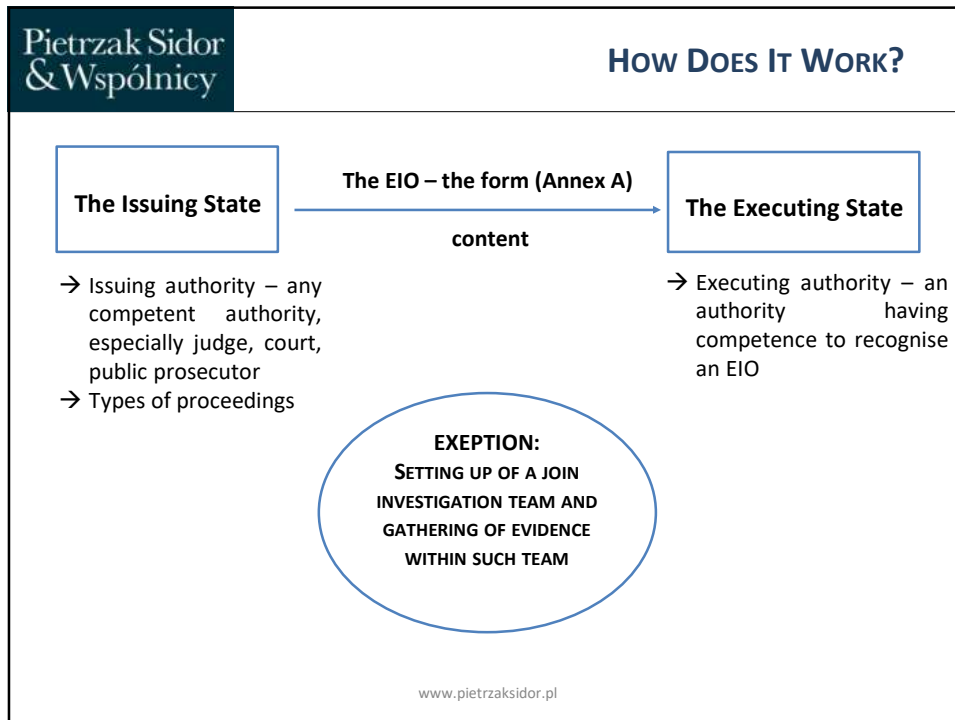 Pietrzak Sidor
& Wspólnicy
HOW DOES IT WORK?
The Issuing State
The EIO – the form (Annex A)
content
The Executing State
→ Issuing authority – any
competent authority,
especially judge, court,
public prosecutor
→ Types of proceedings
→ Executing authority – an
authority having
competence to recognise
an EIO
EXEPTION:
SETTING UP OF A JOIN
INVESTIGATION TEAM AND
GATHERING OF EVIDENCE
WITHIN SUCH TEAM
www.pietrzaksidor.pl